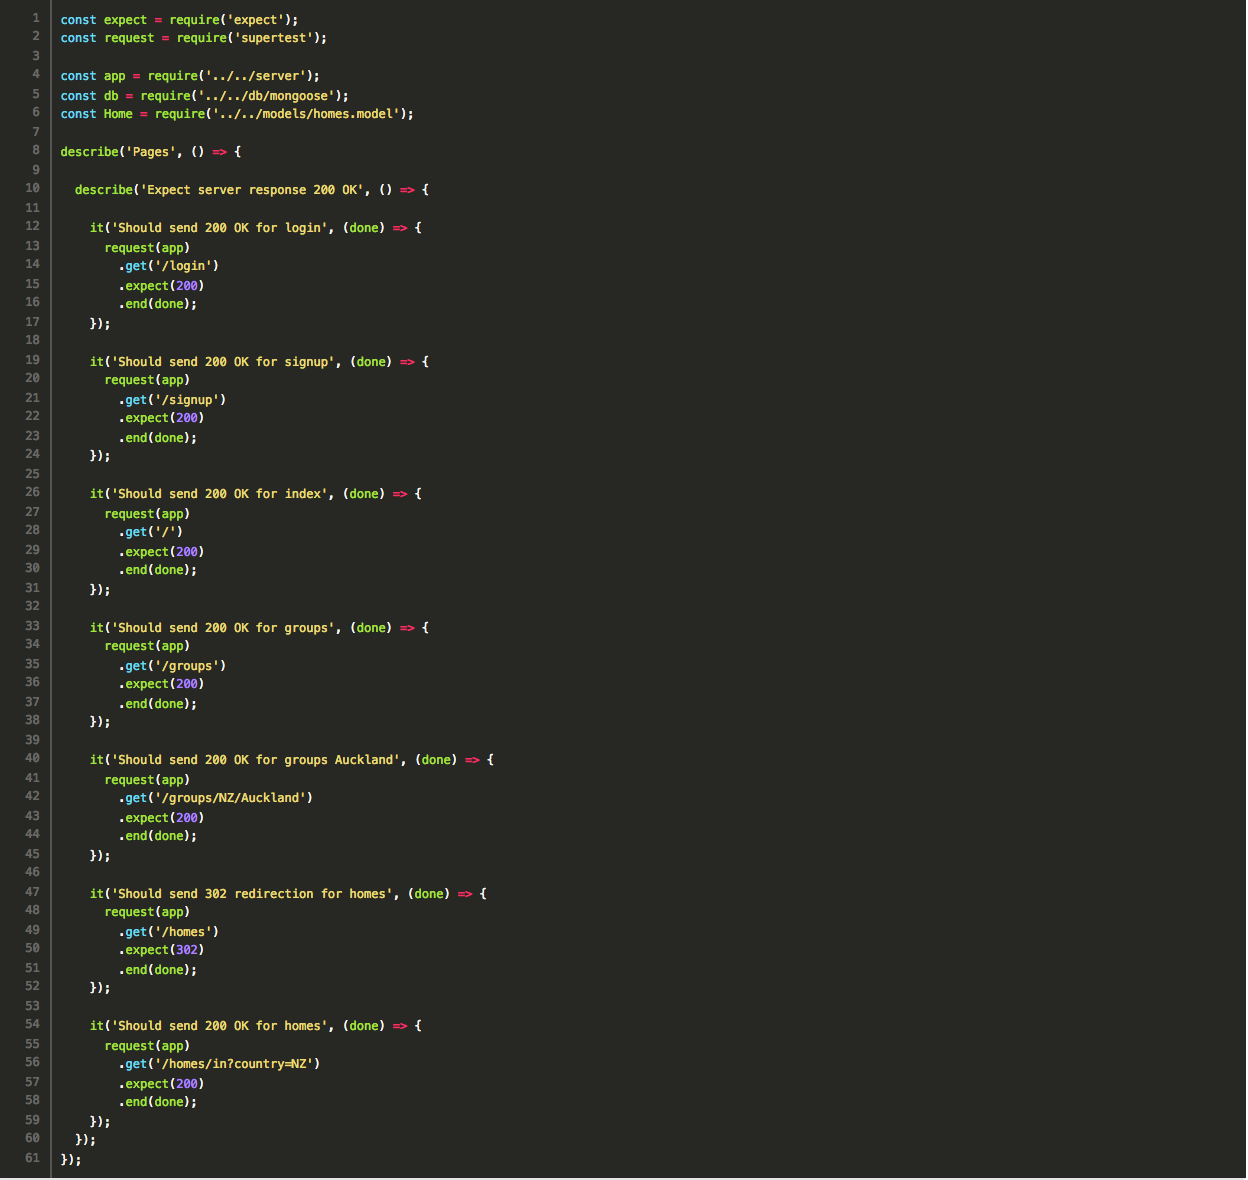 1 const expect = require('expect');
2 const request = require('supertest');
3
4 const app = require('../../server');
5 const db = require('../../db/mongoose');
6 const Home = require('../../models/homes.model');
7
8 describe('Pages', () => {
9
10   describe('Expect server response 200 OK', () => {
11
12     it('Should send 200 OK for login', (done) => {
13       request(app)
14         .get('/login')
15         .expect(200)
16         .end(done);
17     });
18
19     it('Should send 200 OK for signup', (done) => {
20       request(app)
21         .get('/signup')
22         .expect(200)
23         .end(done);
24     });
25
26     it('Should send 200 OK for index', (done) => {
27       request(app)
28         .get('/')
29         .expect(200)
30         .end(done);
31     });
32
33     it('Should send 200 OK for groups', (done) => {
34       request(app)
35         .get('/groups')
36         .expect(200)
37         .end(done);
38     });
39
40     it('Should send 200 OK for groups Auckland', (done) => {
41       request(app)
42         .get('/groups/NZ/Auckland')
43         .expect(200)
44         .end(done);
45     });
46
47     it('Should send 302 redirection for homes', (done) => {
48       request(app)
49         .get('/homes')
50         .expect(302)
51         .end(done);
52     });
53
54     it('Should send 200 OK for homes', (done) => {
55       request(app)
56         .get('/homes/in?country=NZ')
57         .expect(200)
58         .end(done);
59     });
60   });
61 });